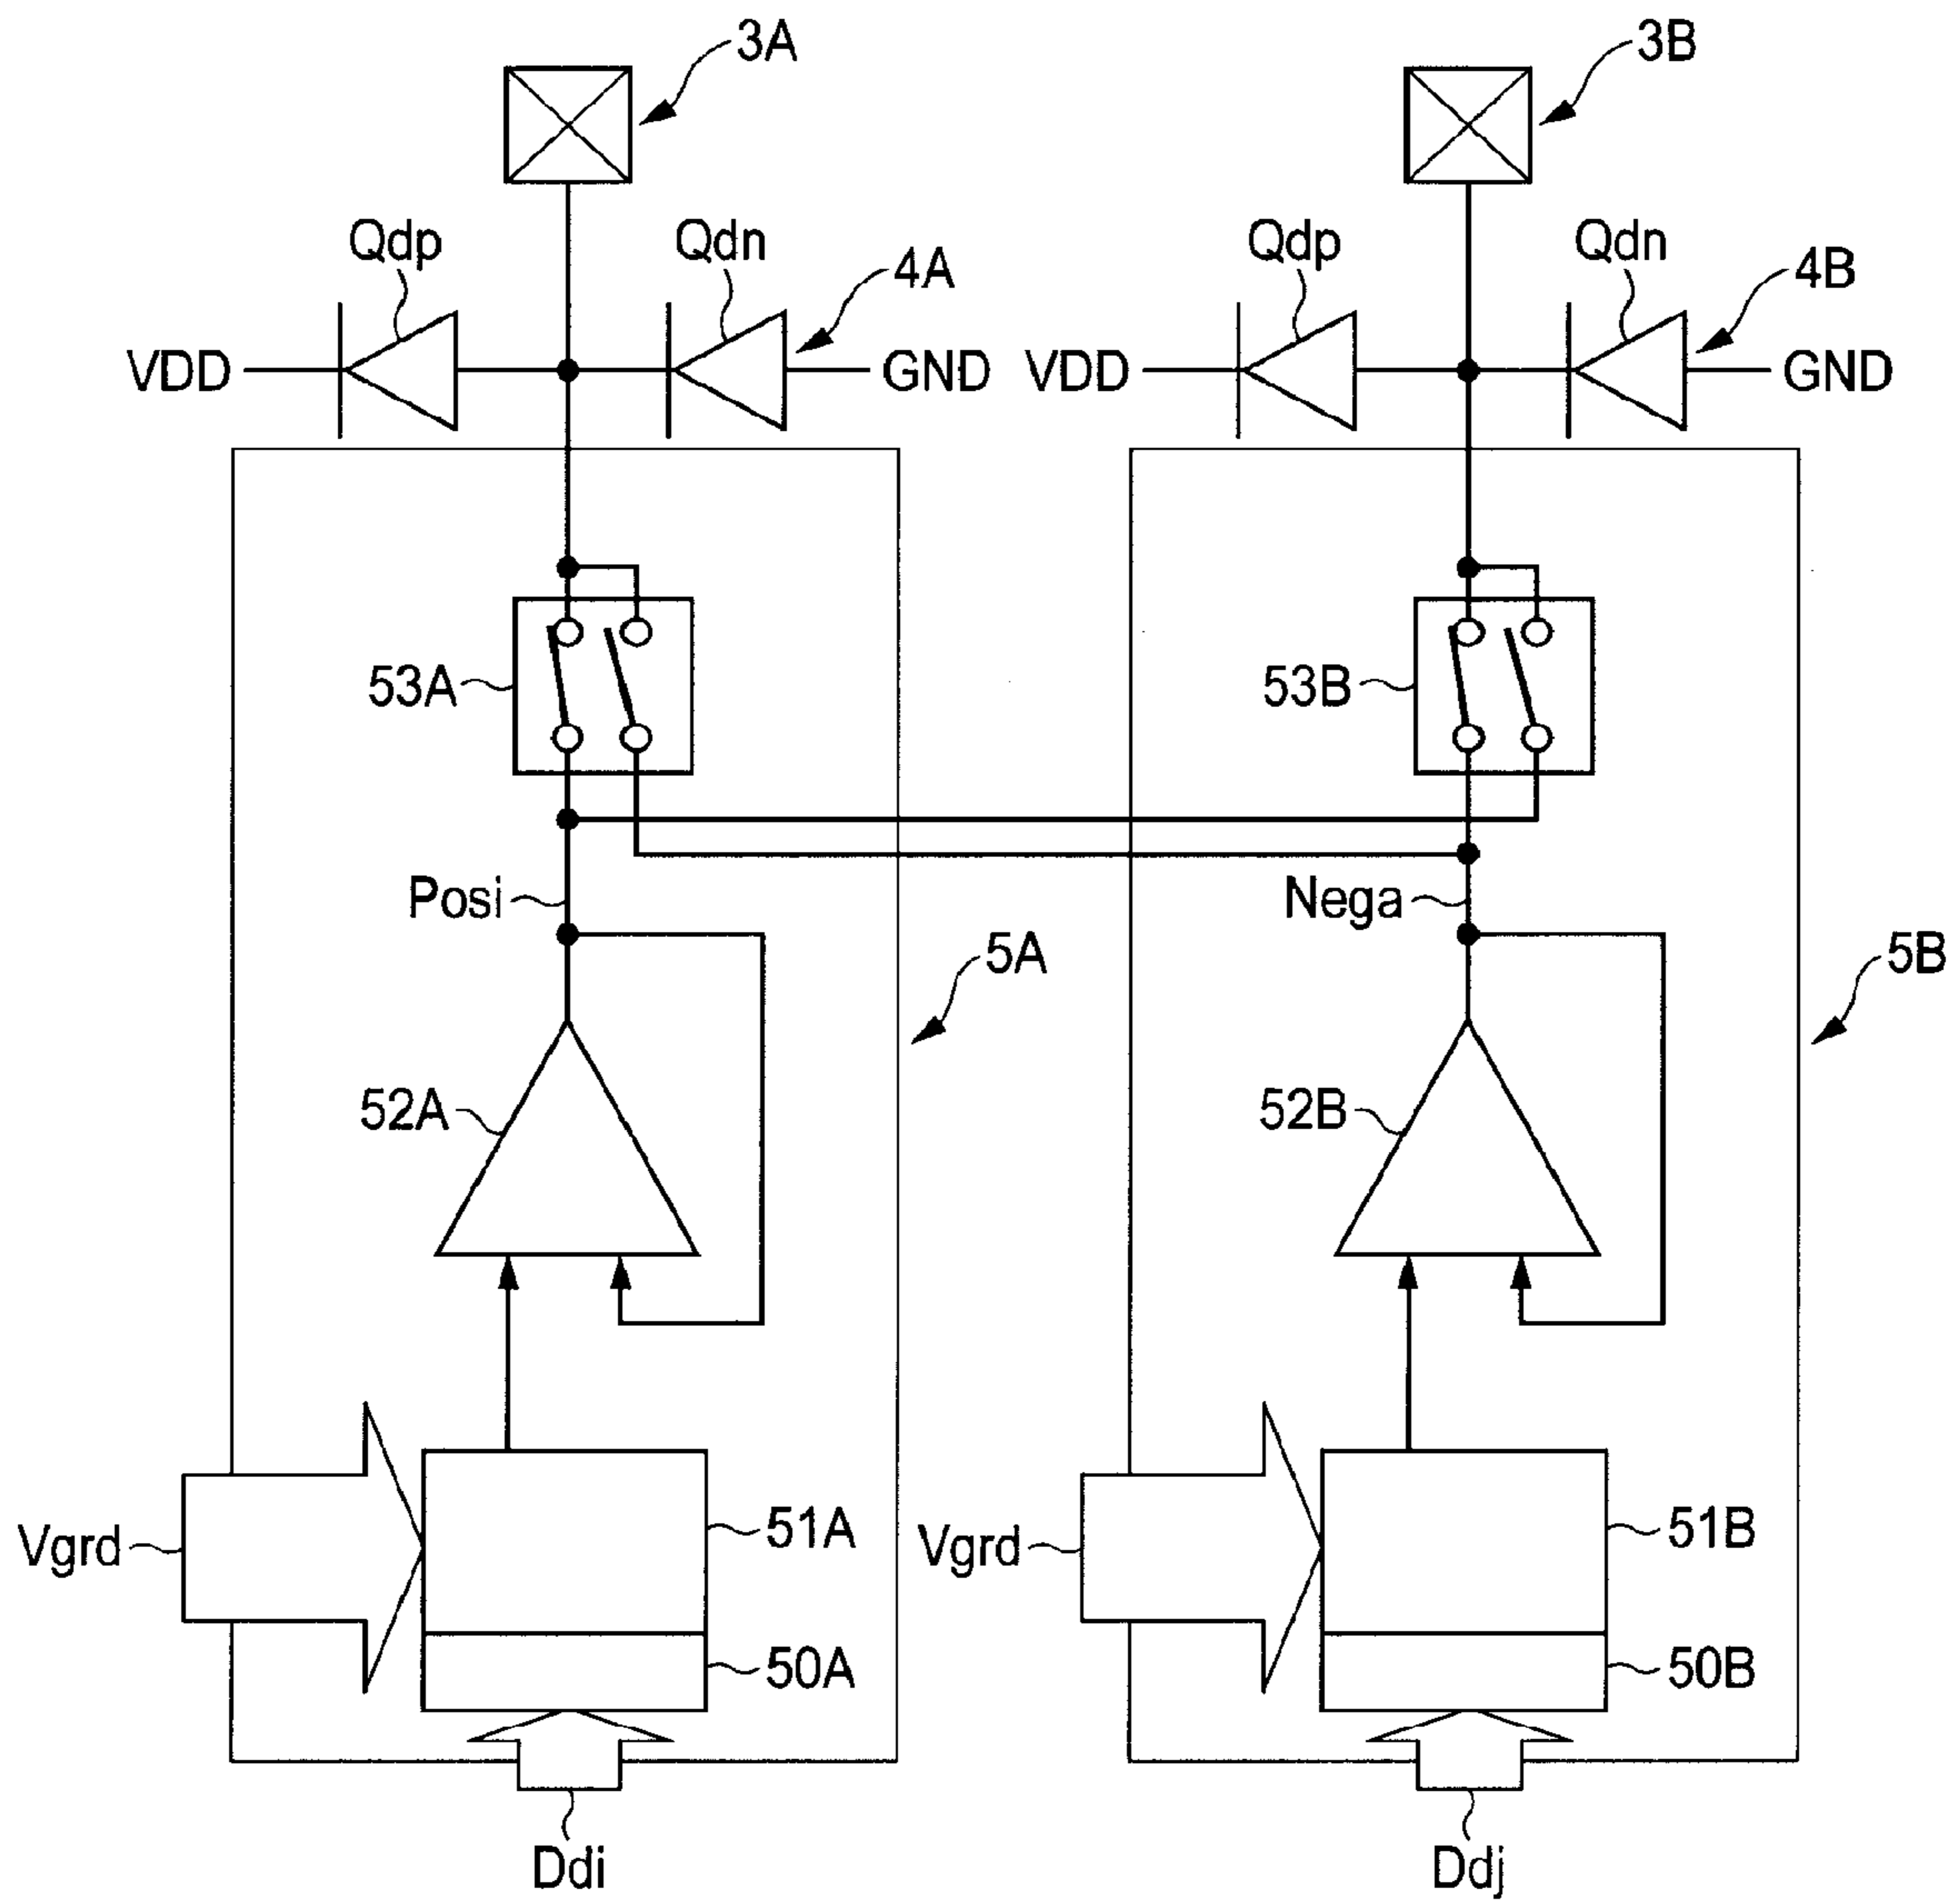 3A 3B
Qdp Qdn 4A Qdp Qdn 4B
VDD GND VDD GND
53A 53B
Posi Nega
5A 5B
52A 52B
Vgrd 51A Vgrd 51B
50A 50B
Ddi Ddj